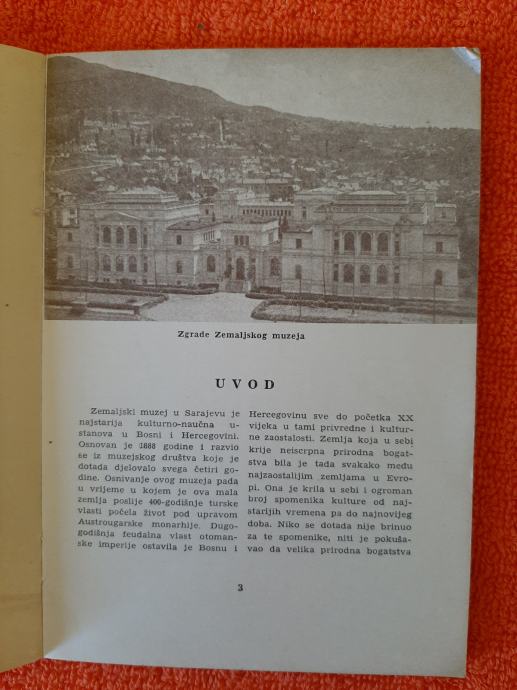 Zgrade Zemaljskog muzeja
UVOD
Zemaljski muzej u Sarajevu je
najstarija kulturno-naučna u-
stanova u Bosni i Hercegovini.
Osnovan je 1888 godine i razvio
se iz muzejskog društva koje je
dotada djelovalo svega četiri go-
dine. Osnivanje ovog muzeja pada
u vrijeme u kojem je ova mala
zemlja poslije 400-godišnje turske
vlasti počela život pod upravom
Austrougarske monarhije. Dugo-
godišnja feudalna vlast otoman-
ske imperije ostavila je Bosnu i
Hercegovinu sve do početka XX
vijeka u tami privredne i kultur-
ne zaostalosti. Zemlja koja u sebi
krije neiscrpna prirodna bogat-
stva bila je tada svakako među
najzaostalijim zemljama u Evro-
pi. Ona je krila u sebi i ogroman
broj spomenika kulture od naj-
starijih vremena pa do najnovijeg
doba. Niko se dotada nije brinuo
za te spomenike, niti je pokuša-
vao da velika prirodna bogatstva
3